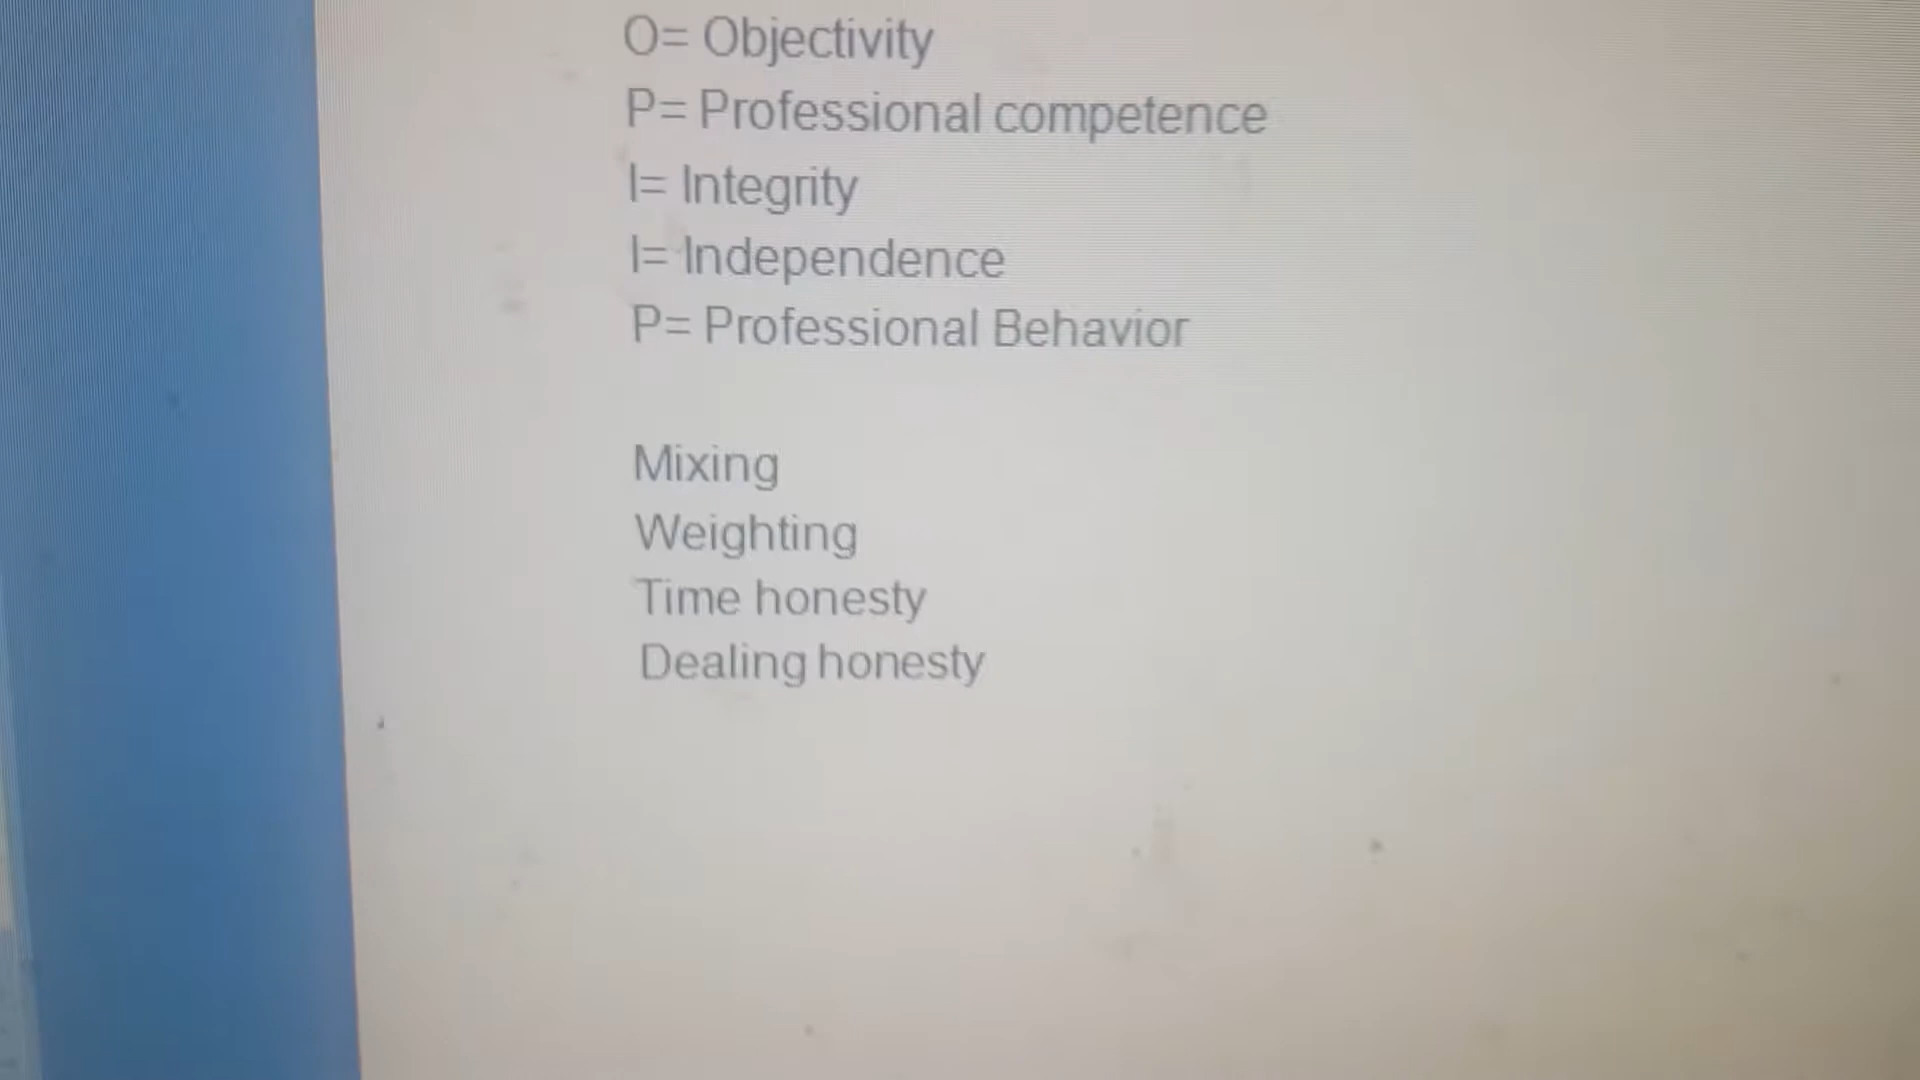 O= Objectivity
P= Professional competence
I= Integrity
I= Independence
P= Professional Behavior
Mixing
Weighting
Time honesty
Dealing honesty